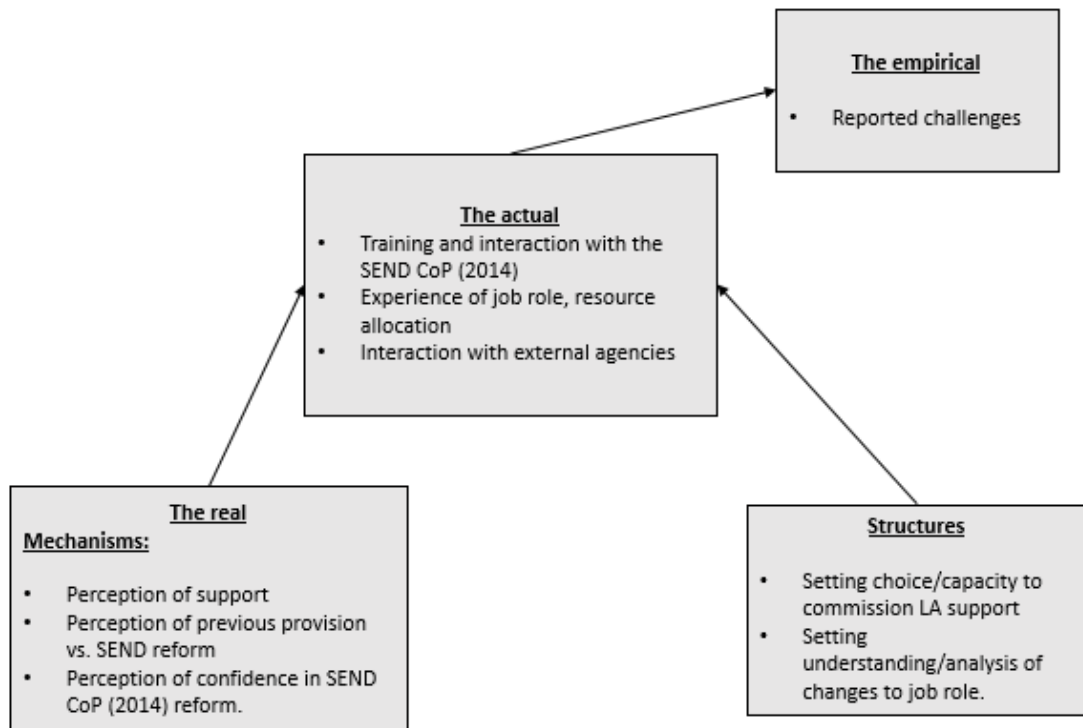 The empirical
• Reported challenges
The actual
• Training and interaction with the
SEND CoP (2014)
• Experience of job role, resource
allocation
• Interaction with external agencies
The real
Mechanisms:
• Perception of support
• Perception of previous provision
vs. SEND reform
• Perception of confidence in SEND
CoP (2014) reform.
Structures
• Setting choice/capacity to
commission LA support
• Setting
understanding/analysis of
changes to job role.